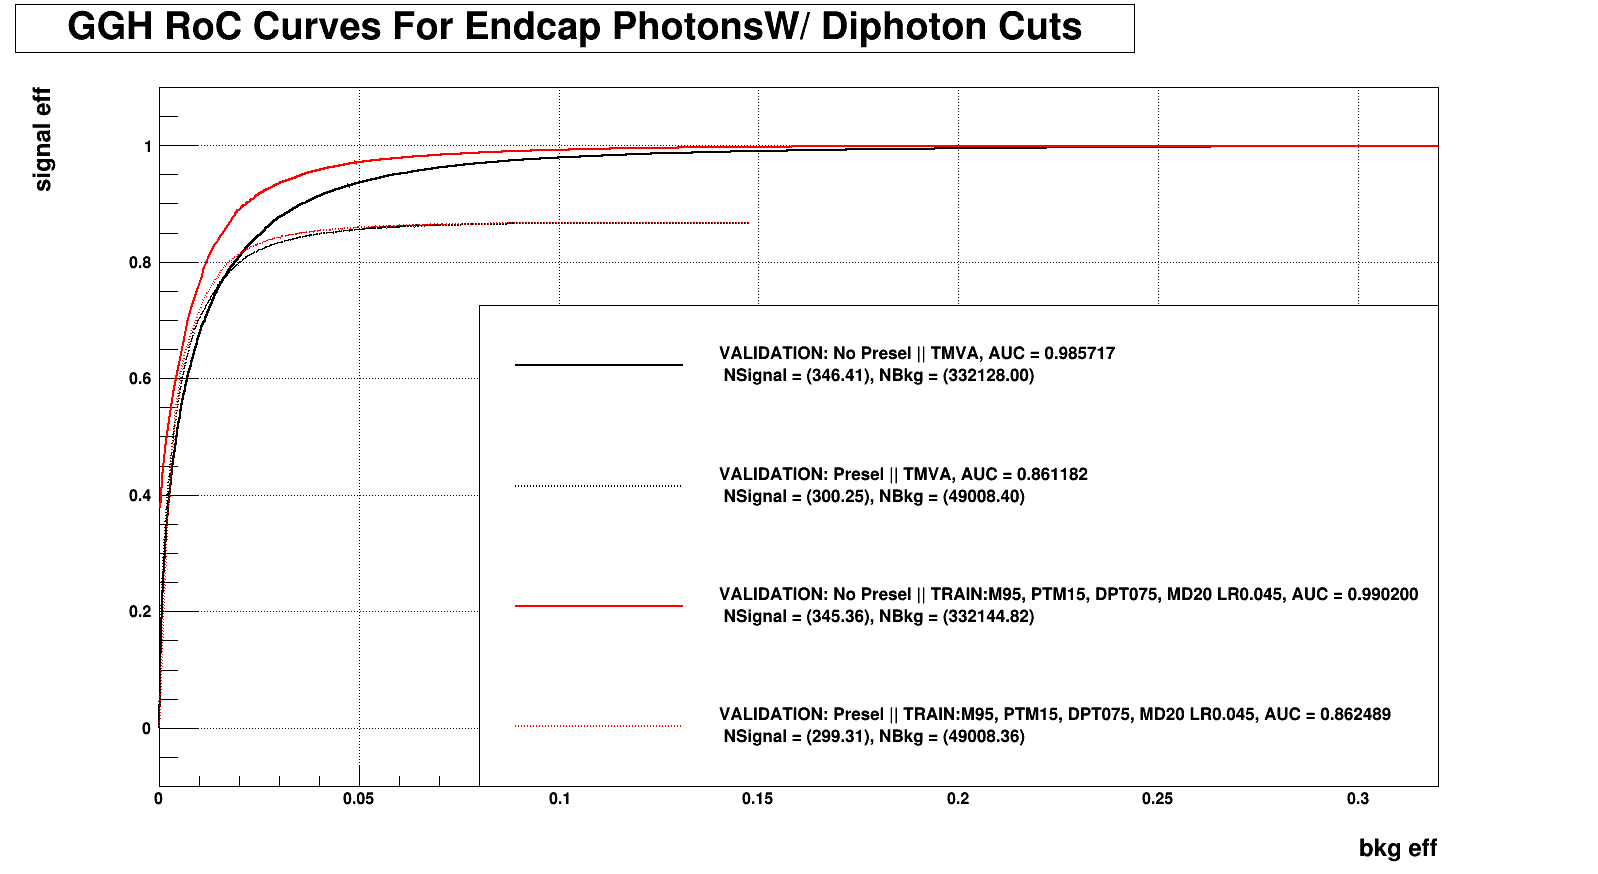 GGH RoC Curves For Endcap PhotonsW/ Diphoton Cuts
signal eff
1
0.8
0.6
0.4
0.2
0
VALIDATION: No Presel || TMVA, AUC = 0.985717
NSignal = (346.41), NBkg = (332128.00)
VALIDATION: Presel || TMVA, AUC = 0.861182
NSignal = (300.25), NBkg = (49008.40)
VALIDATION: No Presel || TRAIN:M95, PTM15, DPT075, MD20 LR0.045, AUC = 0.990200
NSignal = (345.36), NBkg = (332144.82)
VALIDATION: Presel || TRAIN:M95, PTM15, DPT075, MD20 LR0.045, AUC = 0.862489
NSignal = (299.31), NBkg = (49008.36)
0 0.05 0.1 0.15 0.2 0.25 0.3
bkg eff